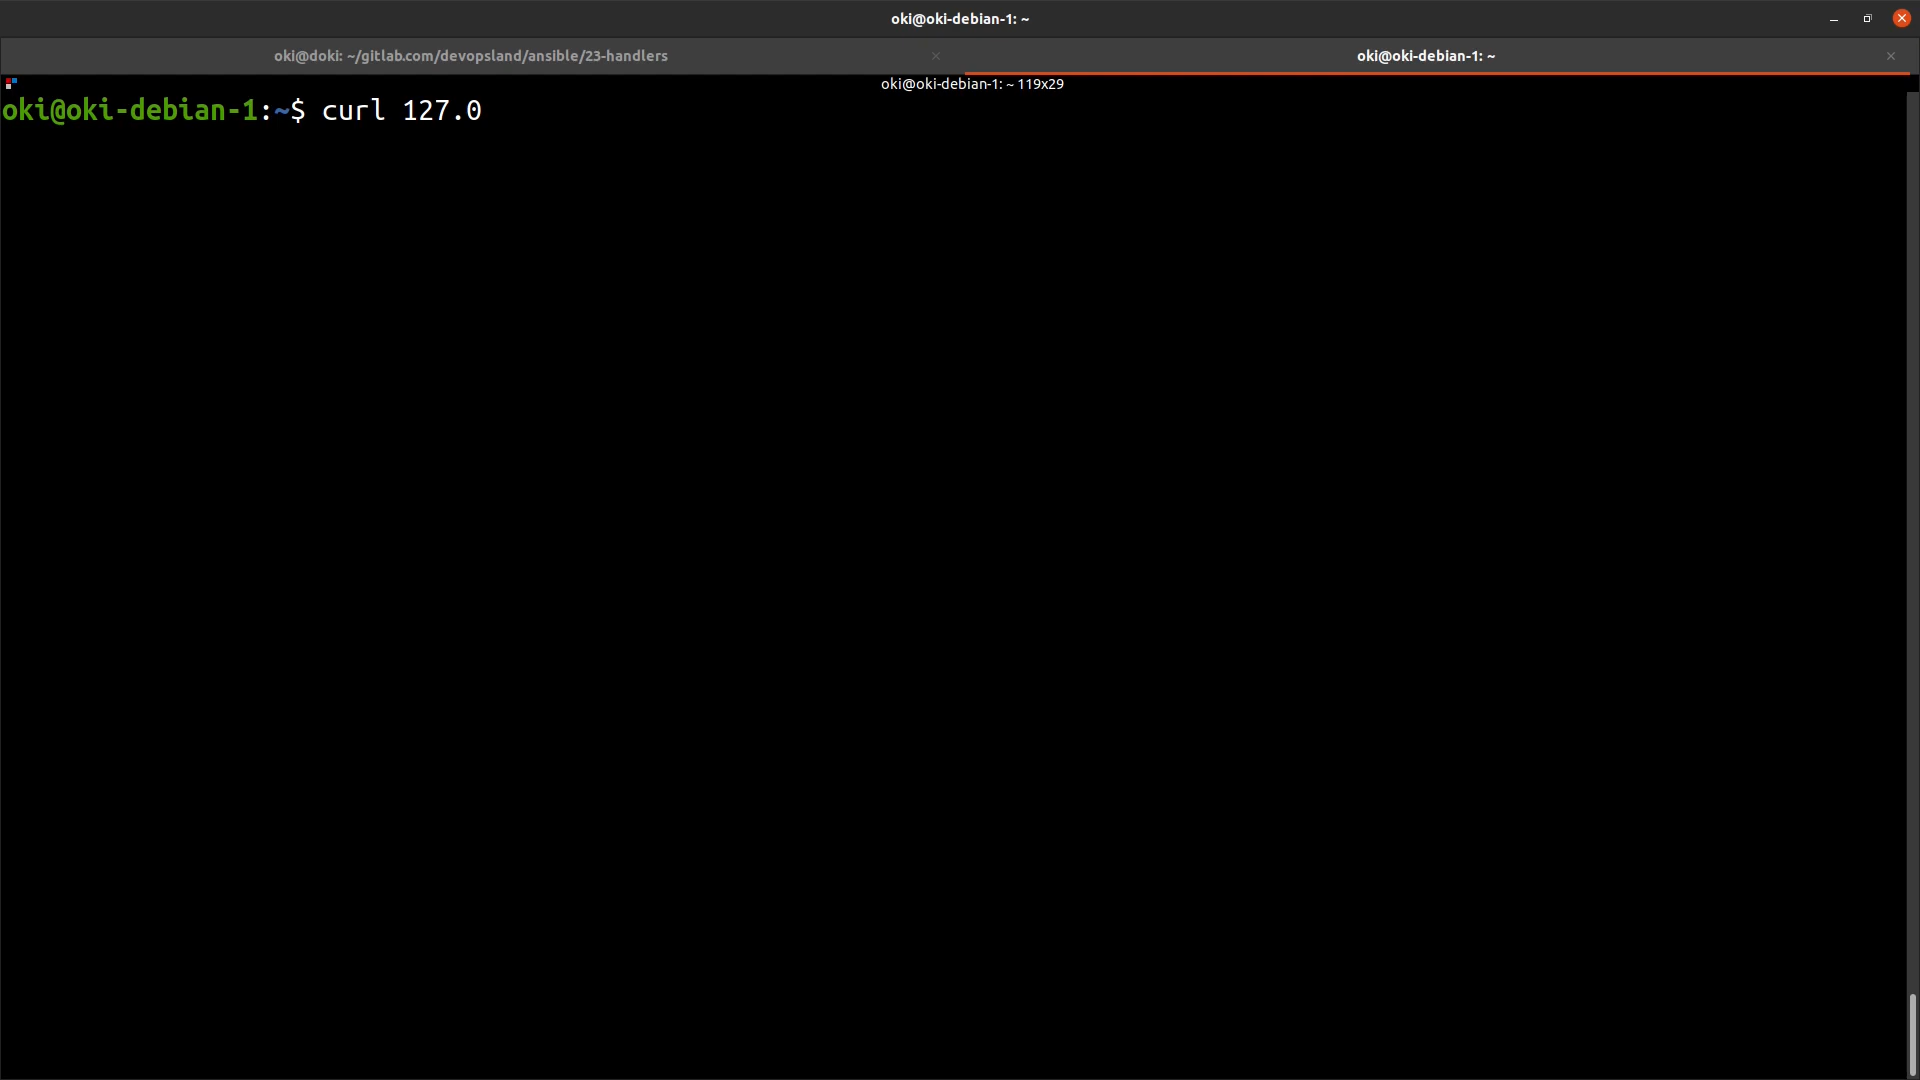 oki@oki-debian-1: ~
oki@doki: ~/gitlab.com/devopsland/ansible/23-handlers
oki@oki-debian-1: ~
oki@oki-debian-1: ~ 119x29
oki@oki-debian-1:~$ curl 127.0